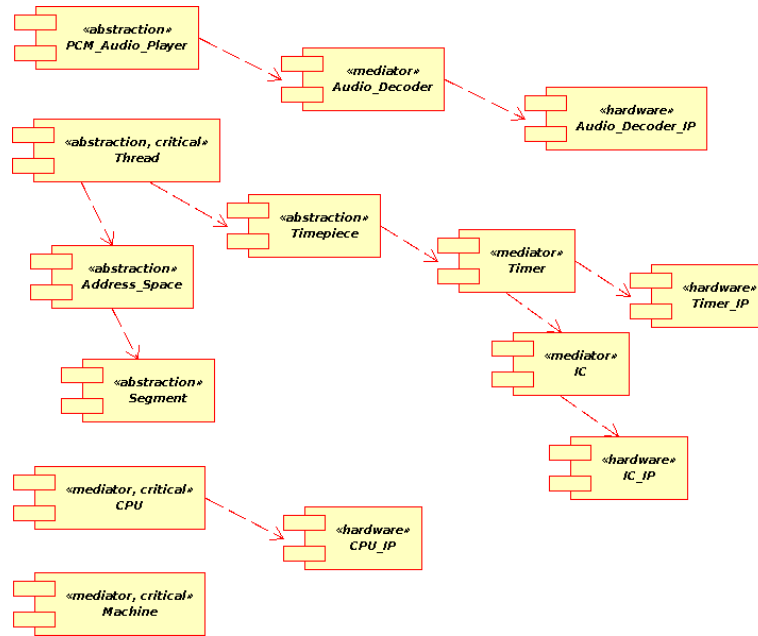 «abstraction»
PCM_Audio_Player
«mediator»
Audio_Decoder
«hardware»
Audio_Decoder_IP
«abstraction, critical»
Thread
«abstraction»
Timepiece
«mediator»
Timer
«abstraction»
Address_Space
«hardware»
Timer_IP
«mediator»
IC
«abstraction»
Segment
«hardware»
IC_IP
«mediator, critical»
CPU
«hardware»
CPU_IP
«mediator, critical»
Machine